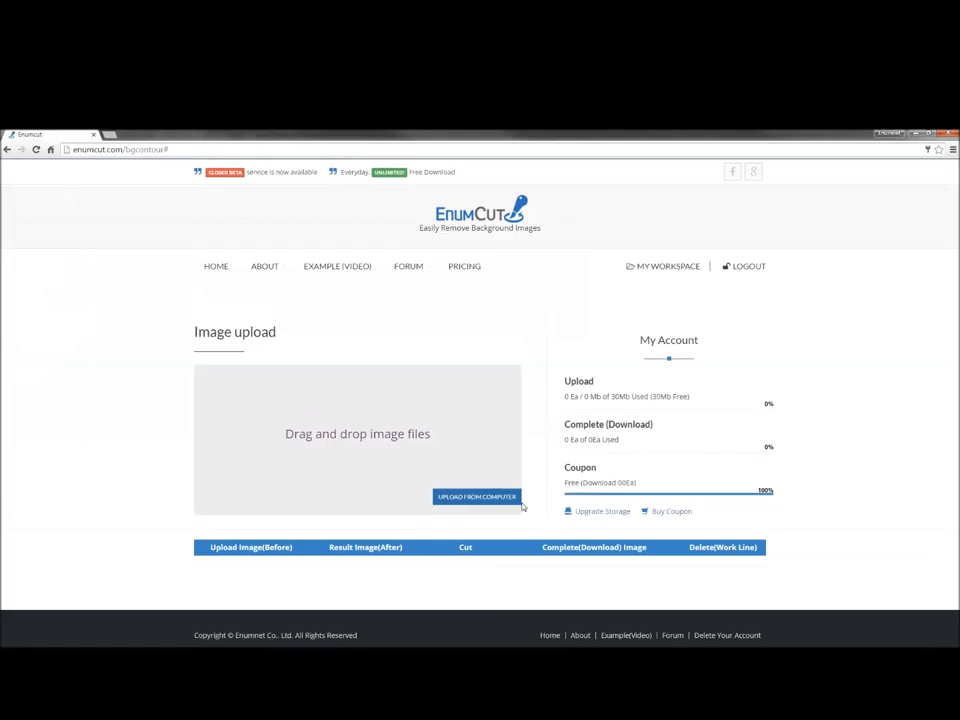 Enumcut
Enumnet
enumcut.com/bgcontour#
CLOSED BETA service is now available
Everyday, UNLIMITED! Free Download
ENUMCUT
Easily Remove Background Images
HOME ABOUT EXAMPLE (VIDEO) FORUM PRICING MY WORKSPACE LOGOUT
Image upload
Drag and drop image files
UPLOAD FROM COMPUTER
My Account
Upload
0 Ea / 0 Mb of 30Mb Used (30Mb Free)
0%
Complete (Download)
0 Ea of 0Ea Used
0%
Coupon
Free (Download 00Ea)
100%
Upgrade Storage Buy Coupon
Upload Image(Before) Result Image(After) Cut Complete(Download) Image Delete(Work Line)
Copyright © Enumnet Co., Ltd. All Rights Reserved
Home | About | Example(Video) | Forum | Delete Your Account